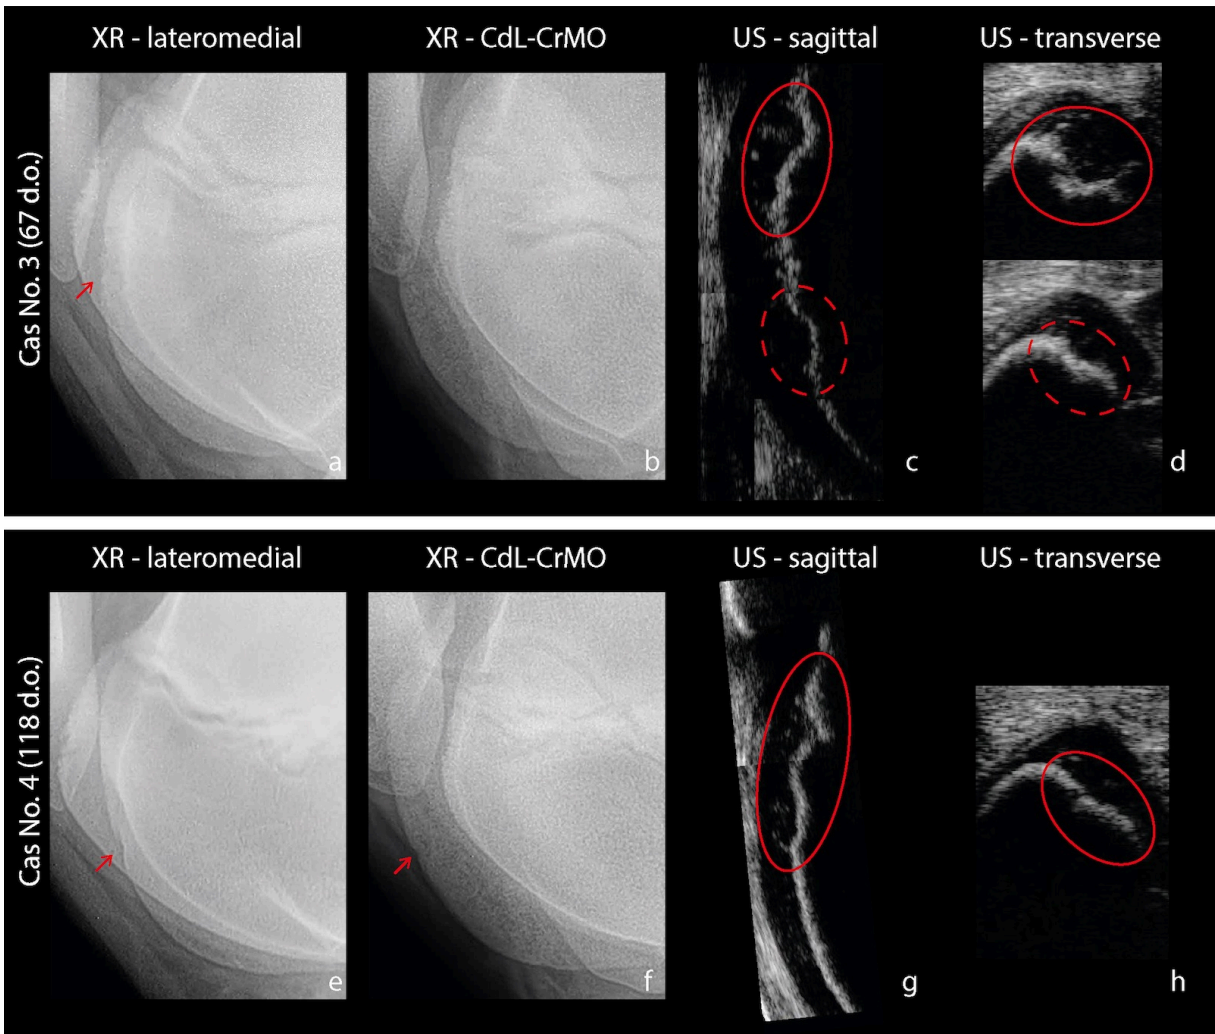 XR - lateromedial
XR - CdL-CrMO
US - sagittal
US - transverse
Cas No. 3 (67 d.o.)
a
b
c
d
XR - lateromedial
XR - CdL-CrMO
US - sagittal
US - transverse
Cas No. 4 (118 d.o.)
e
f
g
h